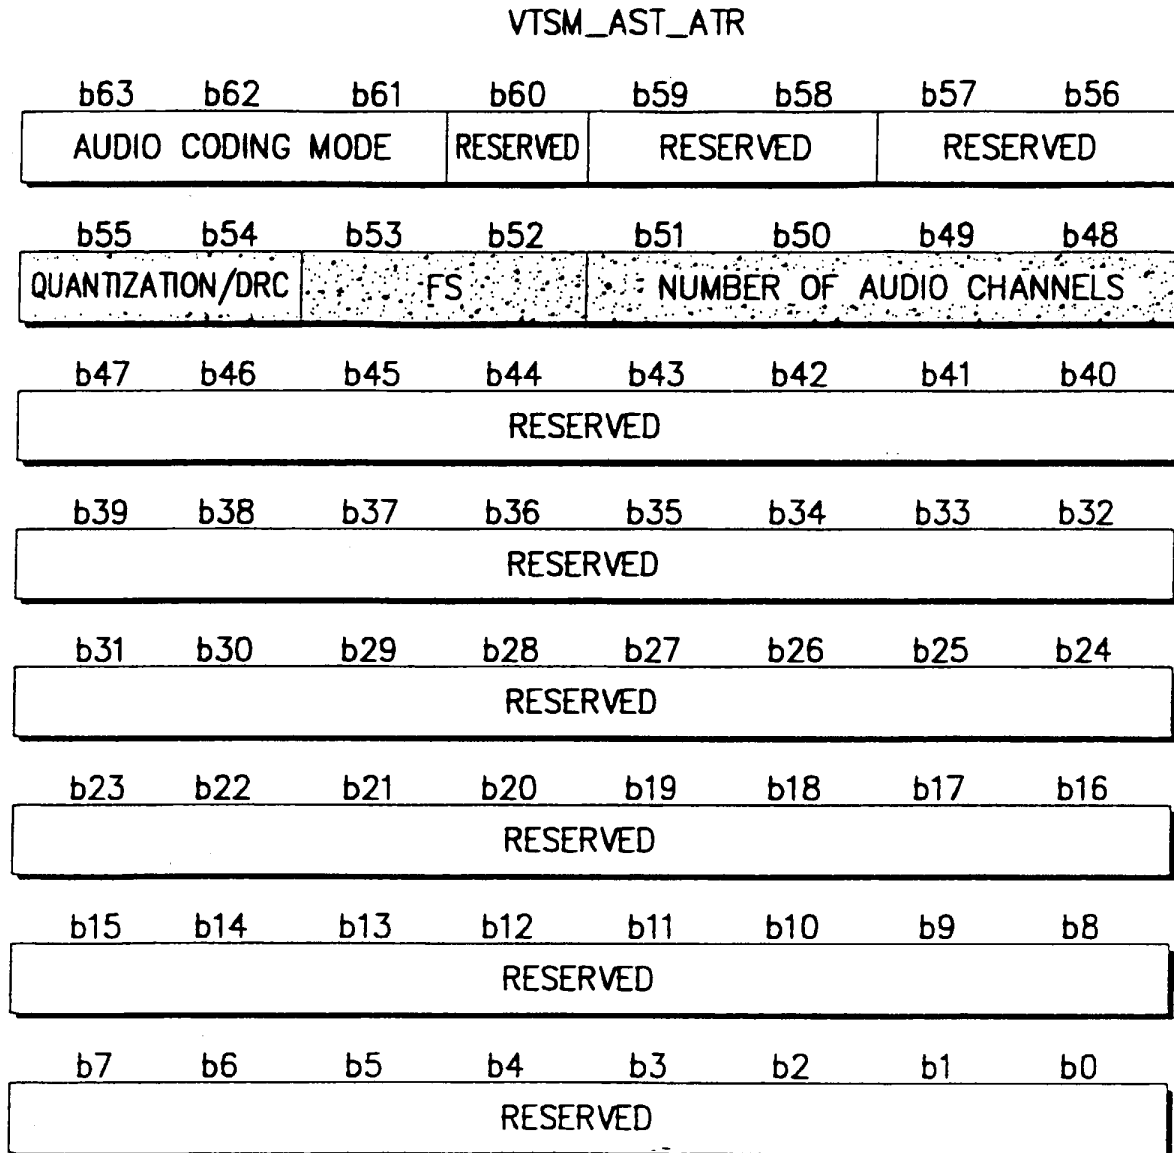 VTSM_AST_ATR
b63 b62 b61 b60 b59 b58 b57 b56
AUDIO CODING MODE RESERVED RESERVED RESERVED
b55 b54 b53 b52 b51 b50 b49 b48
QUANTIZATION/DRC FS NUMBER OF AUDIO CHANNELS
b47 b46 b45 b44 b43 b42 b41 b40
RESERVED
b39 b38 b37 b36 b35 b34 b33 b32
RESERVED
b31 b30 b29 b28 b27 b26 b25 b24
RESERVED
b23 b22 b21 b20 b19 b18 b17 b16
RESERVED
b15 b14 b13 b12 b11 b10 b9 b8
RESERVED
b7 b6 b5 b4 b3 b2 b1 b0
RESERVED